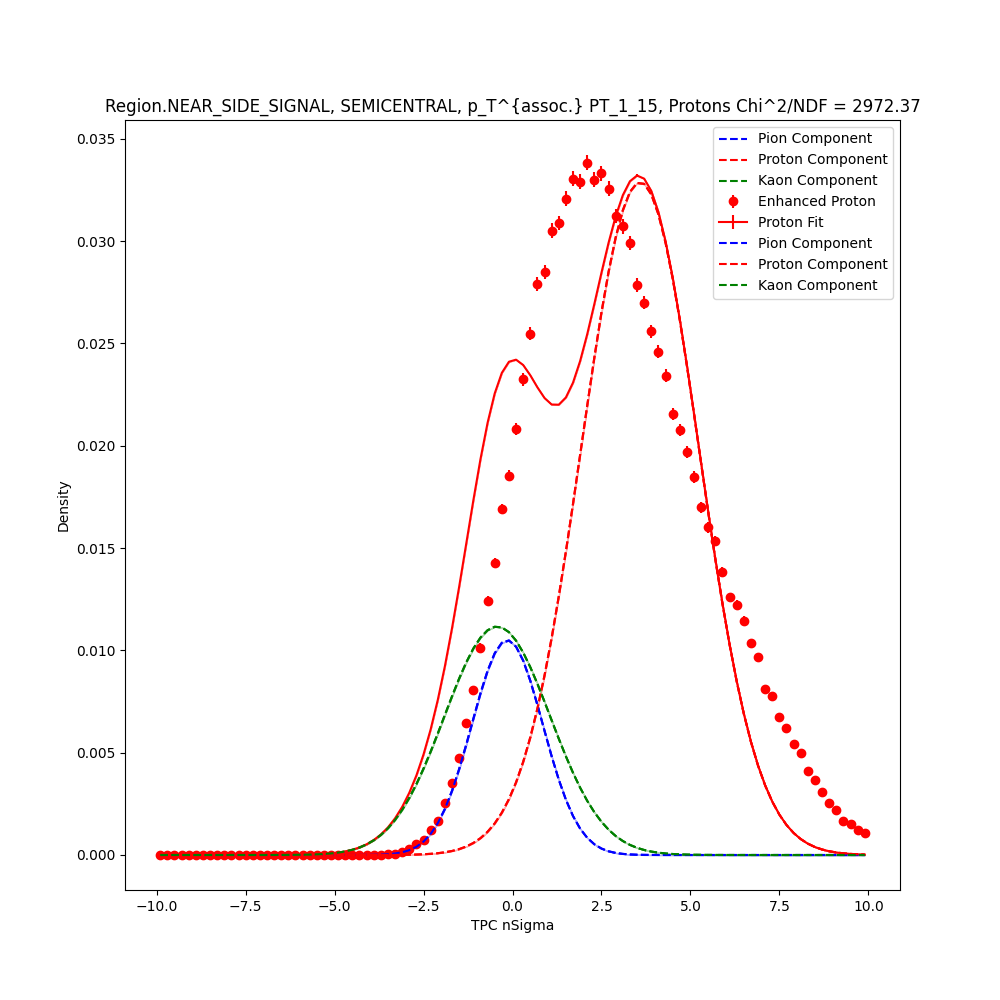 Region.NEAR_SIDE_SIGNAL, SEMICENTRAL, p_T^{assoc.} PT_1_15, Protons Chi^2/NDF = 2972.37
Pion Component
Proton Component
Kaon Component
Enhanced Proton
Proton Fit
Pion Component
Proton Component
Kaon Component
0.035
0.030
0.025
0.020
0.015
0.010
0.005
0.000
Density
−10.0 −7.5 −5.0 −2.5 0.0 2.5 5.0 7.5 10.0
TPC nSigma